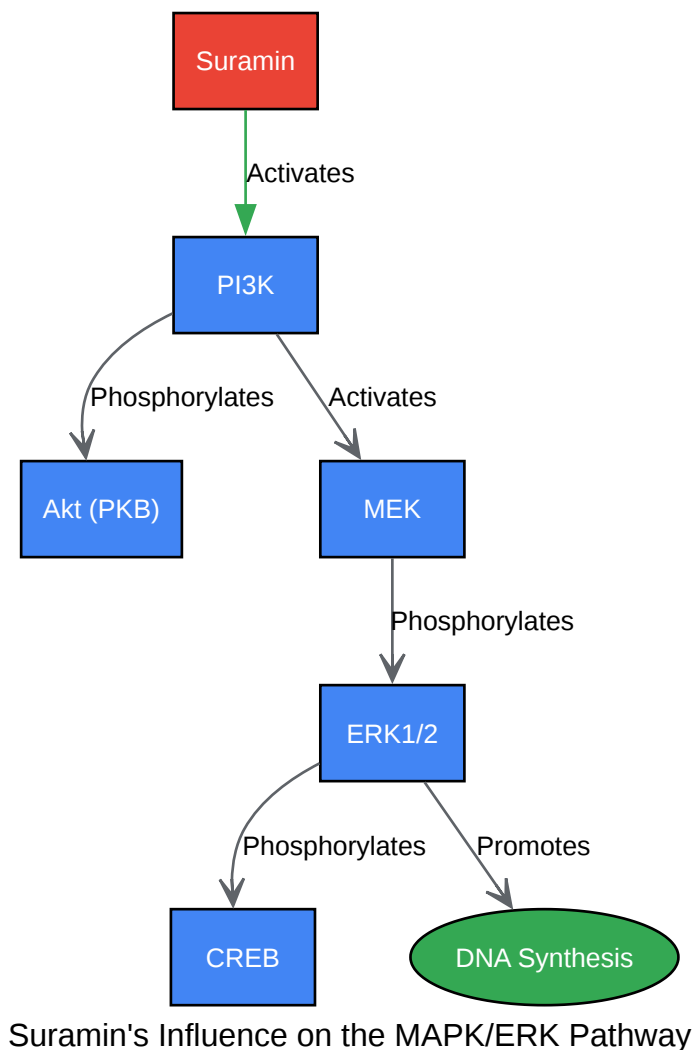 Suramin
Activates
PI3K
Phosphorylates
Activates
Akt (PKB)
MEK
Phosphorylates
ERK1/2
Phosphorylates
Promotes
CREB
DNA Synthesis
Suramin's Influence on the MAPK/ERK Pathway